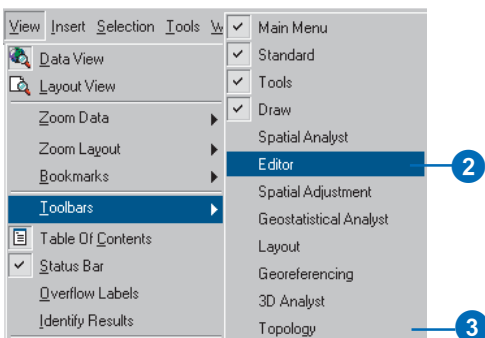 View Insert Selection Tools W
Data View
Layout View
Zoom Data
Zoom Layout
Bookmarks
Toolbars
Table Of Contents
Status Bar
Overflow Labels
Identify Results
Main Menu
Standard
Tools
Draw
Spatial Analyst
Editor
2
Spatial Adjustment
Geostatistical Analyst
Layout
Georeferencing
3D Analyst
Topology
3